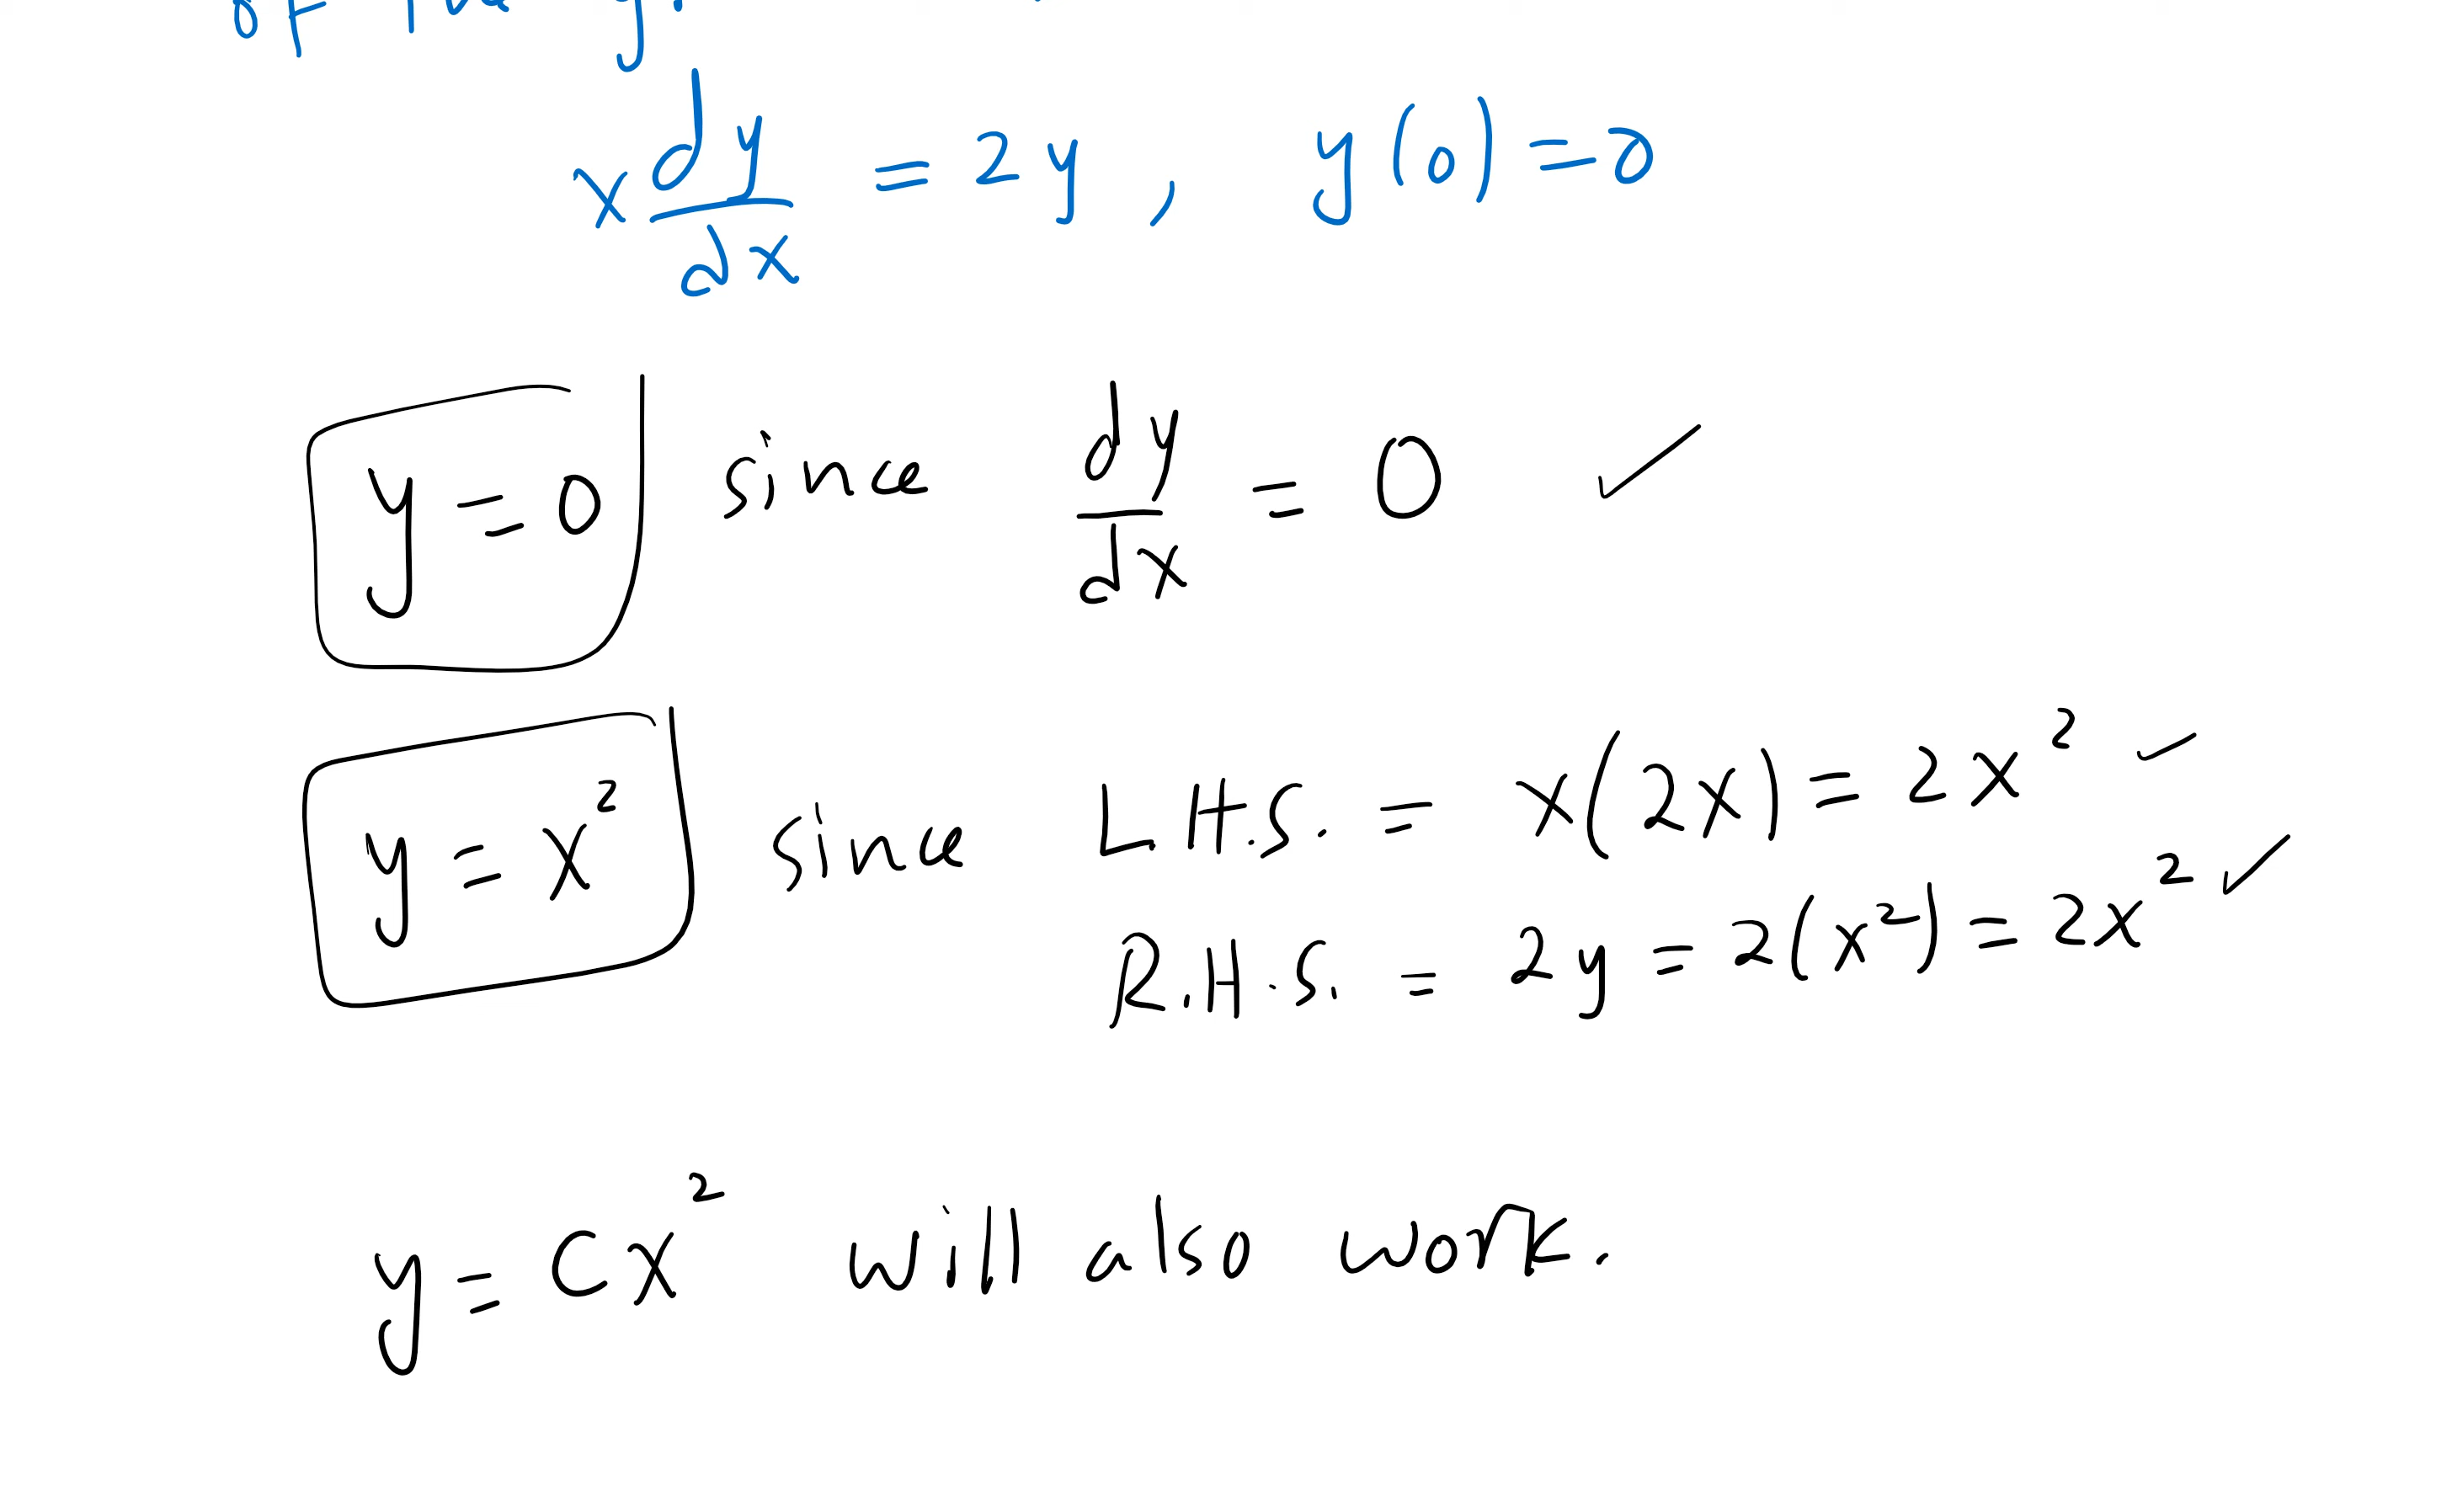 x dy/dx = 2y , y(0) = 0
y = 0 since dy/dx = 0 ✓
y = x² since L.H.S. = x(2x) = 2x² ✓
R.H.S. = 2y = 2(x²) = 2x² ✓
y = cx² will also work.